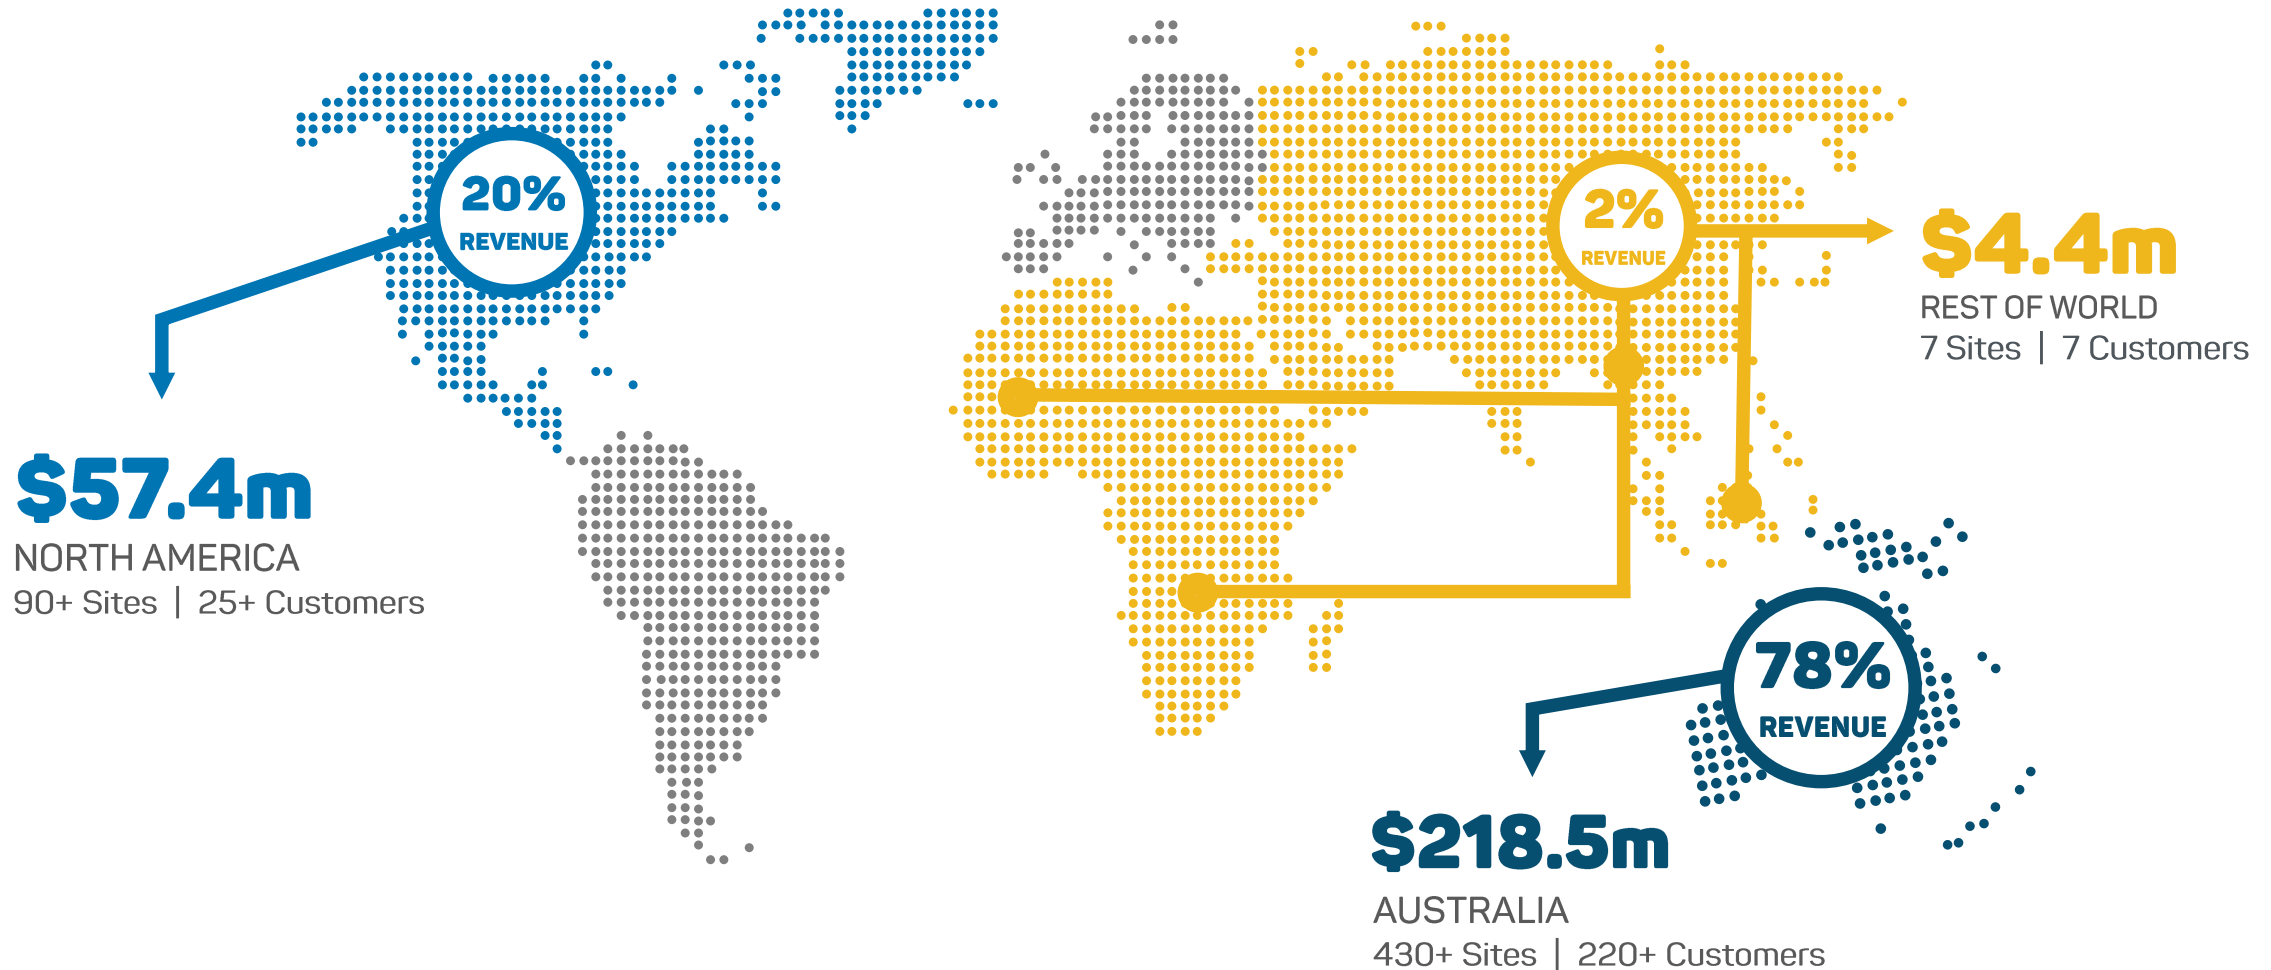 20%
REVENUE
$57.4m
NORTH AMERICA
90+ Sites | 25+ Customers
2%
REVENUE
$4.4m
REST OF WORLD
7 Sites | 7 Customers
78%
REVENUE
$218.5m
AUSTRALIA
430+ Sites | 220+ Customers